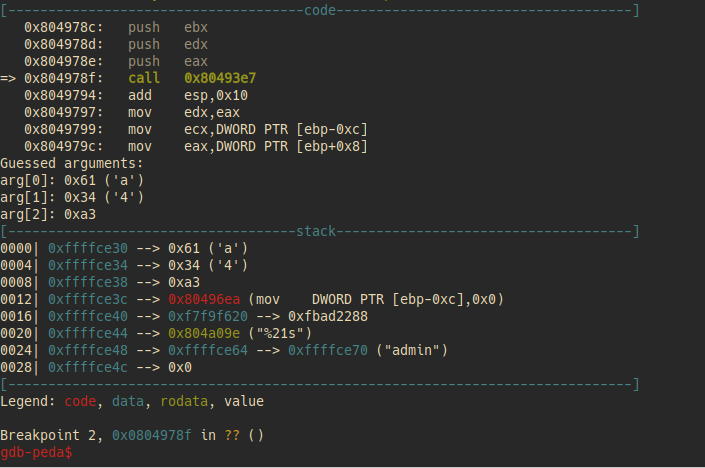 [-------------------------------------code-------------------------------------]
   0x804978c:	push   ebx
   0x804978d:	push   edx
   0x804978e:	push   eax
=> 0x804978f:	call   0x80493e7
   0x8049794:	add    esp,0x10
   0x8049797:	mov    edx,eax
   0x8049799:	mov    ecx,DWORD PTR [ebp-0xc]
   0x804979c:	mov    eax,DWORD PTR [ebp+0x8]
Guessed arguments:
arg[0]: 0x61 ('a')
arg[1]: 0x34 ('4')
arg[2]: 0xa3
[------------------------------------stack-------------------------------------]
0000| 0xffffce30 --> 0x61 ('a')
0004| 0xffffce34 --> 0x34 ('4')
0008| 0xffffce38 --> 0xa3
0012| 0xffffce3c --> 0x80496ea (mov    DWORD PTR [ebp-0xc],0x0)
0016| 0xffffce40 --> 0xf7f9f620 --> 0xfbad2288
0020| 0xffffce44 --> 0x804a09e ("%21s")
0024| 0xffffce48 --> 0xffffce64 --> 0xffffce70 ("admin")
0028| 0xffffce4c --> 0x0
[------------------------------------------------------------------------------]
Legend: code, data, rodata, value

Breakpoint 2, 0x0804978f in ?? ()
gdb-peda$